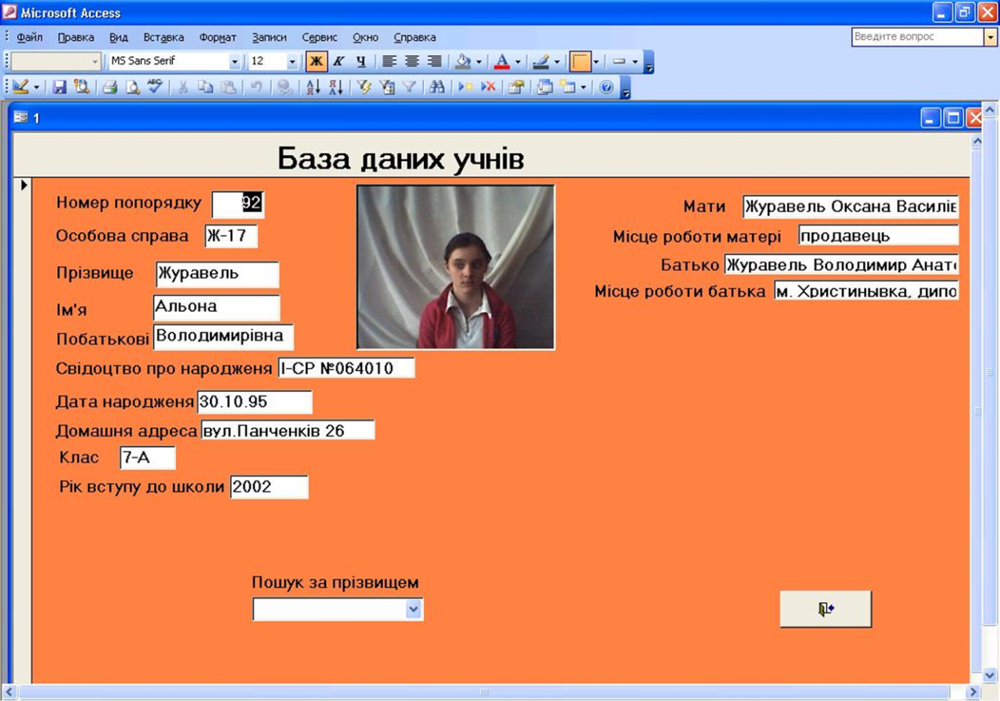 Microsoft Access
Файл Правка Вид Вставка Формат Записи Сервис Окно Справка Введите вопрос
MS Sans Serif 12 Ж К Ч
1
База даних учнів
Номер попорядку 92
Особова справа Ж-17
Прізвище Журавель
Ім'я Альона
Побатькові Володимирівна
Свідоцтво про народженя І-СР №064010
Дата народженя 30.10.95
Домашня адреса вул.Панченків 26
Клас 7-А
Рік вступу до школи 2002
Мати Журавель Оксана Василів
Місце роботи матері продавець
Батько Журавель Володимир Анат
Місце роботи батька м. Христинывка, дипо
Пошук за прізвищем